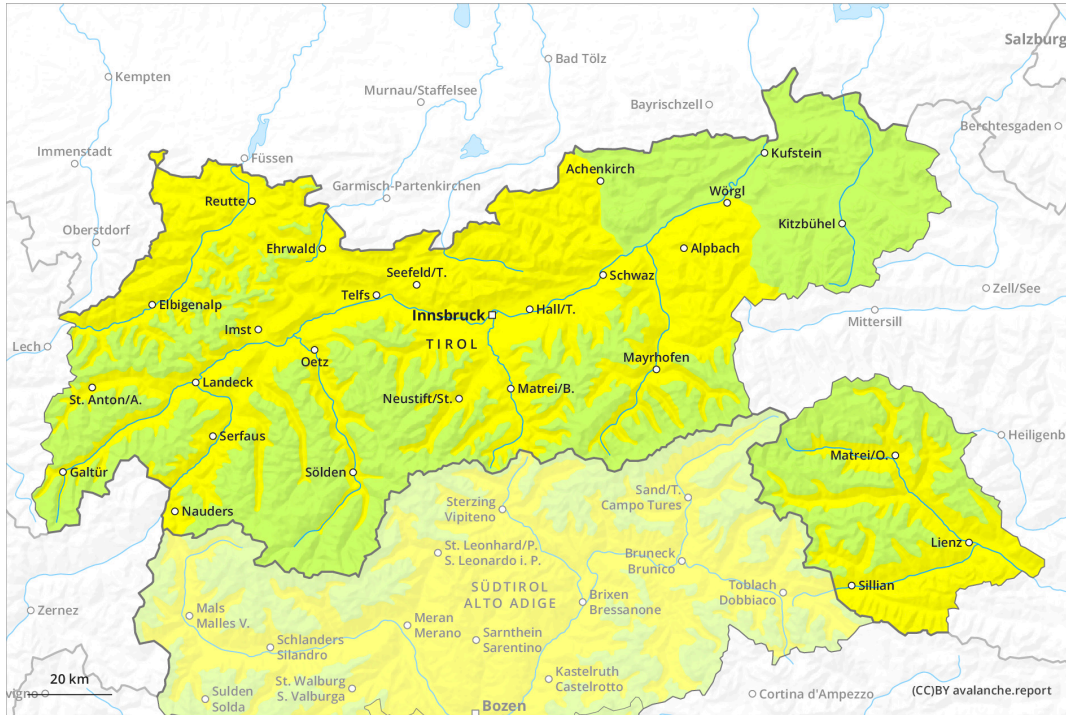 Salzburg
Bad Tölz
Kempten
Murnau/Staffelsee
Bayrischzell
Berchtesgaden
Immenstadt
Füssen
Kufstein
Achenkirch
Garmisch-Partenkirchen
Reutte
Wörgl
Oberstdorf
Kitzbühel
Ehrwald
Alpbach
Seefeld/T.
Schwaz
Telfs
Zell/See
Elbigenalp
Hall/T.
Innsbruck
Mittersill
Imst
TIROL
Lech
Mayrhofen
Oetz
Landeck
St. Anton/A.
Matrei/B.
Neustift/St.
Serfaus
Heiligenb
Matrei/O.
Galtür
Sölden
Sand/T.
Campo Tures
Sterzing
Vipiteno
Nauders
Lienz
St. Leonhard/P.
S. Leonardo i. P.
Bruneck
Brunico
Toblach
Dobbiaco
Sillian
SÜDTIROL
ALTO ADIGE
Brixen
Bressanone
Zernez
Mals
Malles V.
Meran
Merano
Schlanders
Silandro
Sarnthein
Sarentino
Kastelruth
Castelrotto
St. Walburg
S. Valburga
20 km
Sulden
Solda
vigno
Cortina d'Ampezzo
(CC)BY avalanche.report
Bozen